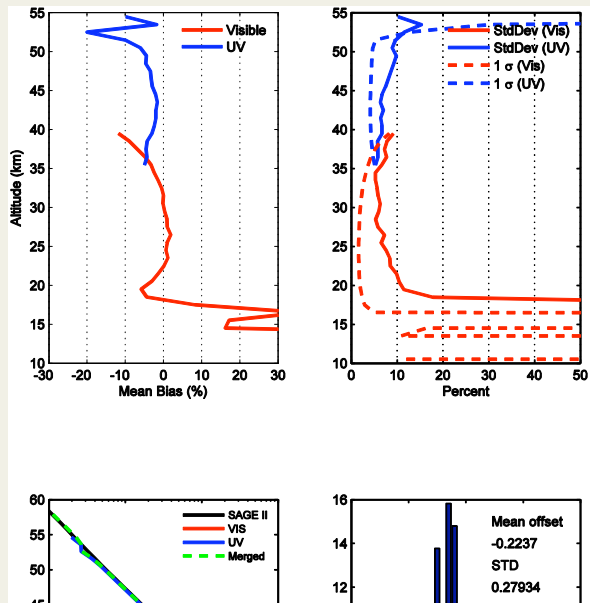 55
50
45
40
35
30
25
20
15
10
Altitude (km)
-30 -20 -10 0 10 20 30
Mean Bias (%)
Visible
UV
55
50
45
40
35
30
25
20
15
10
0 10 20 30 40 50
Percent
StdDev (Vis)
StdDev (UV)
1 σ (Vis)
1 σ (UV)
60
55
50
45
SAGE II
VIS
UV
Merged
16
14
12
Mean offset
-0.2237
STD
0.27934